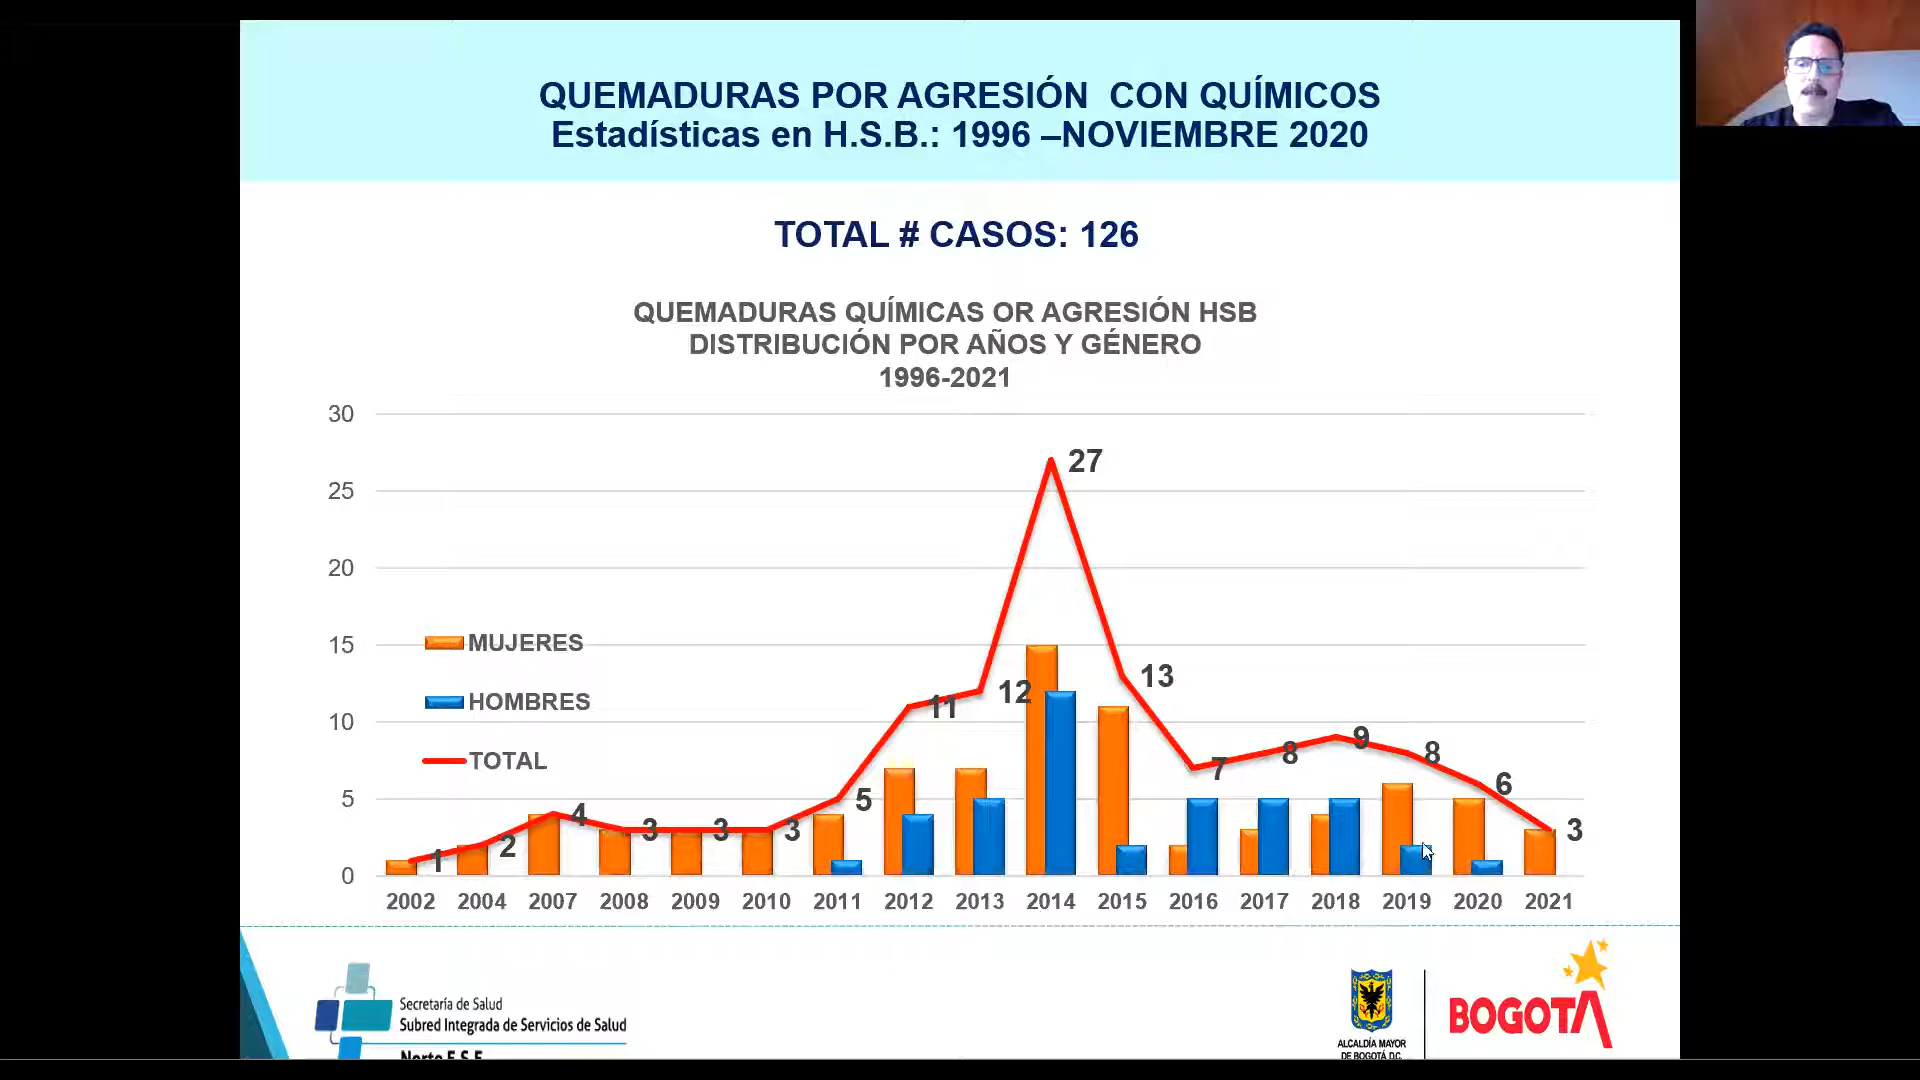 QUEMADURAS POR AGRESIÓN CON QUÍMICOS
Estadísticas en H.S.B.: 1996 –NOVIEMBRE 2020
TOTAL # CASOS: 126
QUEMADURAS QUÍMICAS OR AGRESIÓN HSB
DISTRIBUCIÓN POR AÑOS Y GÉNERO
1996-2021
30
25
20
15
10
5
0
MUJERES
HOMBRES
TOTAL
1
2
4
3
3
3
5
11
12
27
13
7
8
9
8
6
3
2002 2004 2007 2008 2009 2010 2011 2012 2013 2014 2015 2016 2017 2018 2019 2020 2021
Secretaría de Salud
Subred Integrada de Servicios de Salud
Norte E.S.E.
ALCALDÍA MAYOR
DE BOGOTÁ D.C.
BOGOTÁ